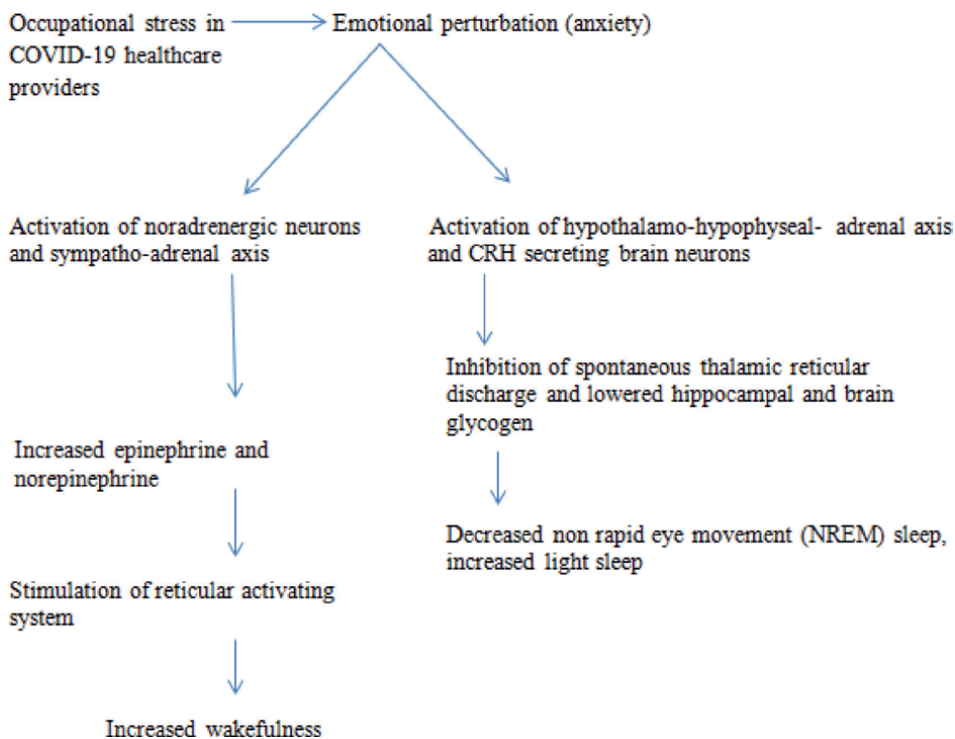 Occupational stress in
COVID-19 healthcare
providers
Emotional perturbation (anxiety)
Activation of noradrenergic neurons
and sympatho-adrenal axis
Activation of hypothalamo-hypophyseal- adrenal axis
and CRH secreting brain neurons
Inhibition of spontaneous thalamic reticular
discharge and lowered hippocampal and brain
glycogen
Increased epinephrine and
norepinephrine
Decreased non rapid eye movement (NREM) sleep,
increased light sleep
Stimulation of reticular activating
system
Increased wakefulness